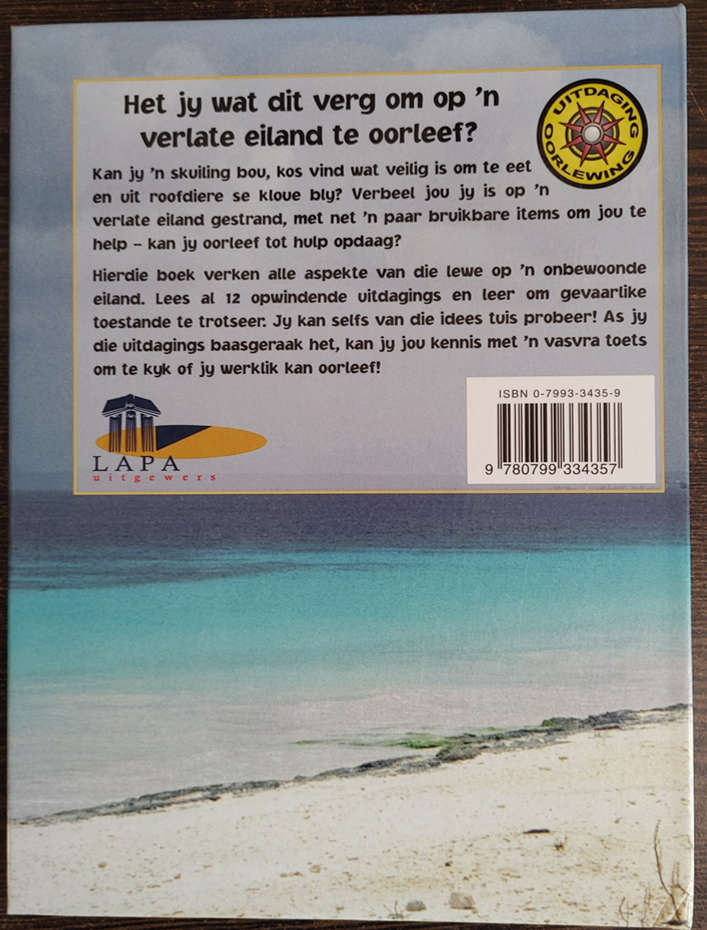 Het jy wat dit verg om op 'n
verlate eiland te oorleef?
UITDAGING
OORLEWING
Kan jy 'n skuiling bou, kos vind wat veilig is om te eet
en uit roofdiere se kloue bly? Verbeel jou jy is op 'n
verlate eiland gestrand, met net 'n paar bruikbare items om jou te
help – kan jy oorleef tot hulp opdaag?
Hierdie boek verken alle aspekte van die lewe op 'n onbewoonde
eiland. Lees al 12 opwindende uitdagings en leer om gevaarlike
toestande te trotseer. Jy kan selfs van die idees tuis probeer! As jy
die uitdagings baasgeraak het, kan jy jou kennis met 'n vasvra toets
om te kyk of jy werklik kan oorleef!
LAPA
uitgewers
ISBN 0-7993-3435-9
9 780799 334357